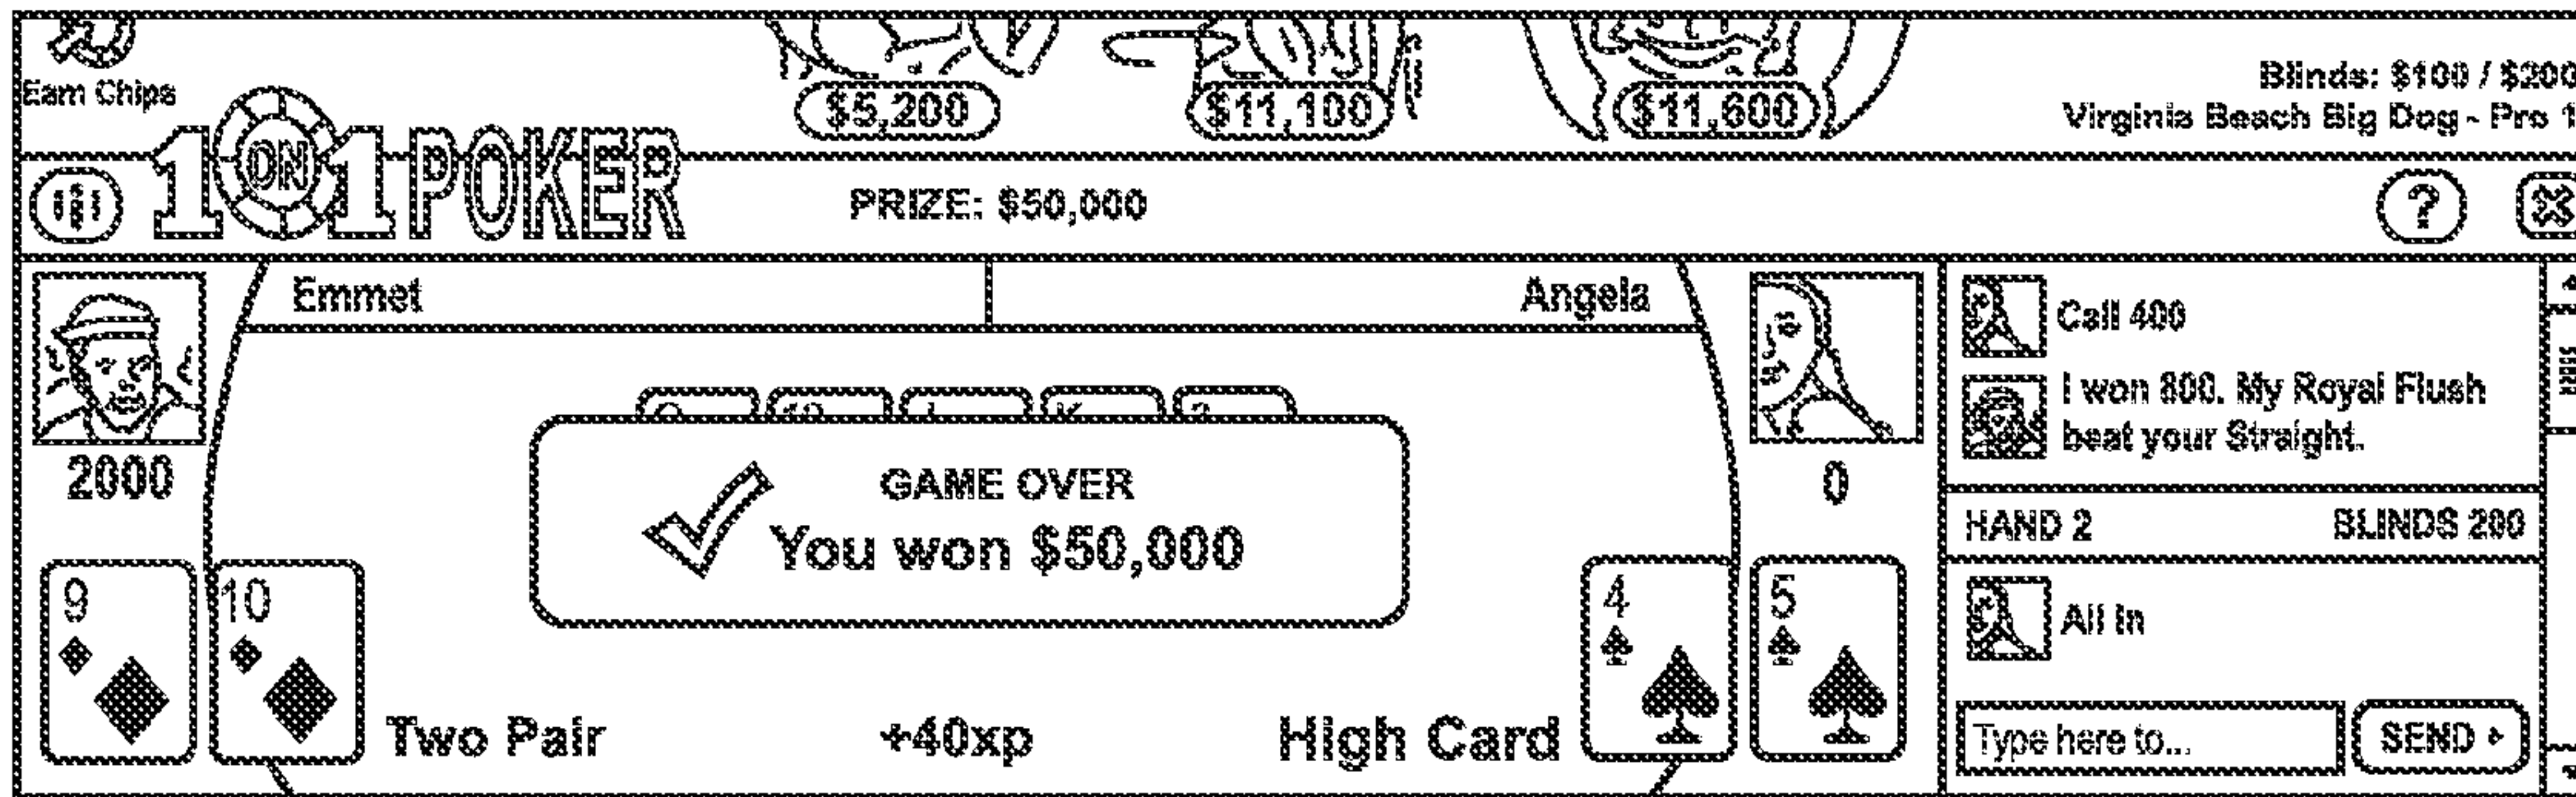 Earn Chips
$5,200
$11,100
$11,600
Blinds: $100 / $200
Virginia Beach Big Dog - Pro 1
1 ON 1 POKER
PRIZE: $50,000
?
Emmet
Angela
2000
0
GAME OVER
You won $50,000
9
10
4
5
Two Pair
+40xp
High Card
Call 400
I won 800. My Royal Flush
beat your Straight.
HAND 2
BLINDS 200
All In
Type here to...
SEND